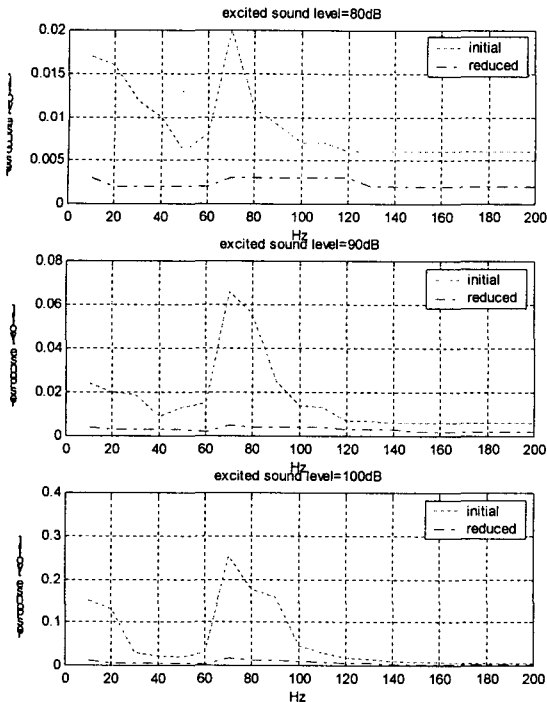 excited sound level=80dB
0.02
0.015
0.01
0.005
0
initial
reduced
0 20 40 60 80 100 120 140 160 180 200
Hz
excited sound level=90dB
0.08
0.06
0.04
0.02
0
initial
reduced
0 20 40 60 80 100 120 140 160 180 200
Hz
excited sound level=100dB
0.4
0.3
0.2
0.1
0
initial
reduced
0 20 40 60 80 100 120 140 160 180 200
Hz